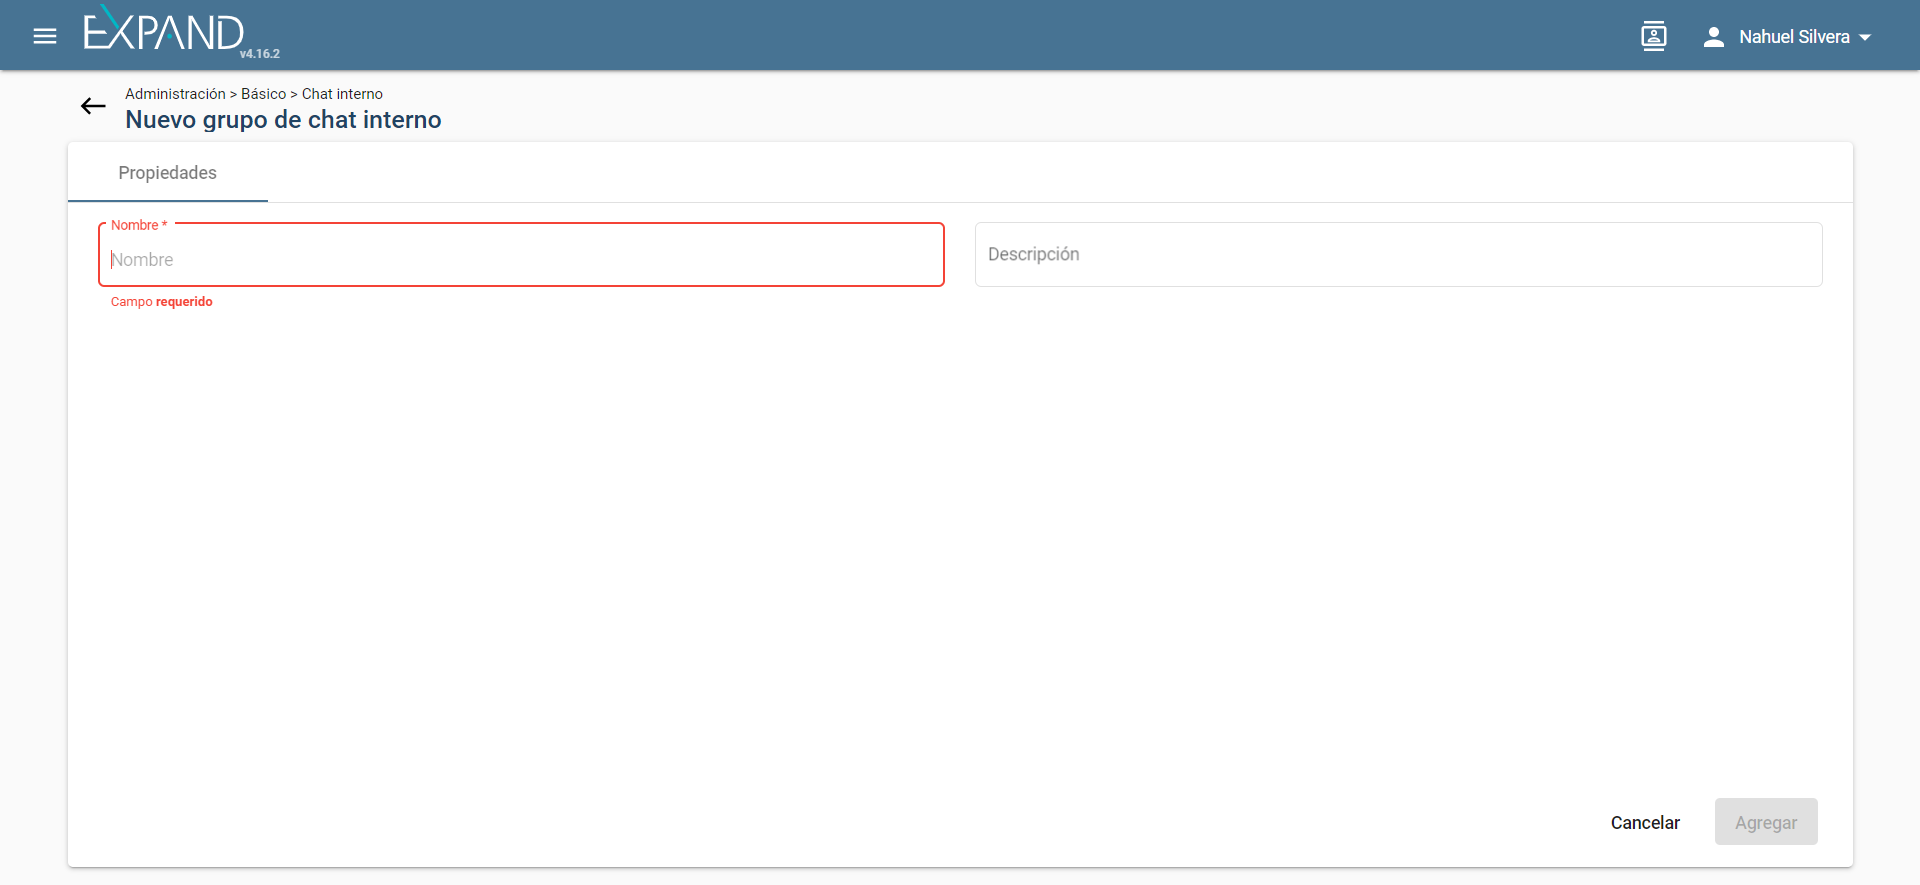 EXPAND
v4.16.2
Nahuel Silvera
Administración > Básico > Chat interno
Nuevo grupo de chat interno
Propiedades
Nombre *
Nombre
Descripción
Campo requerido
Cancelar
Agregar